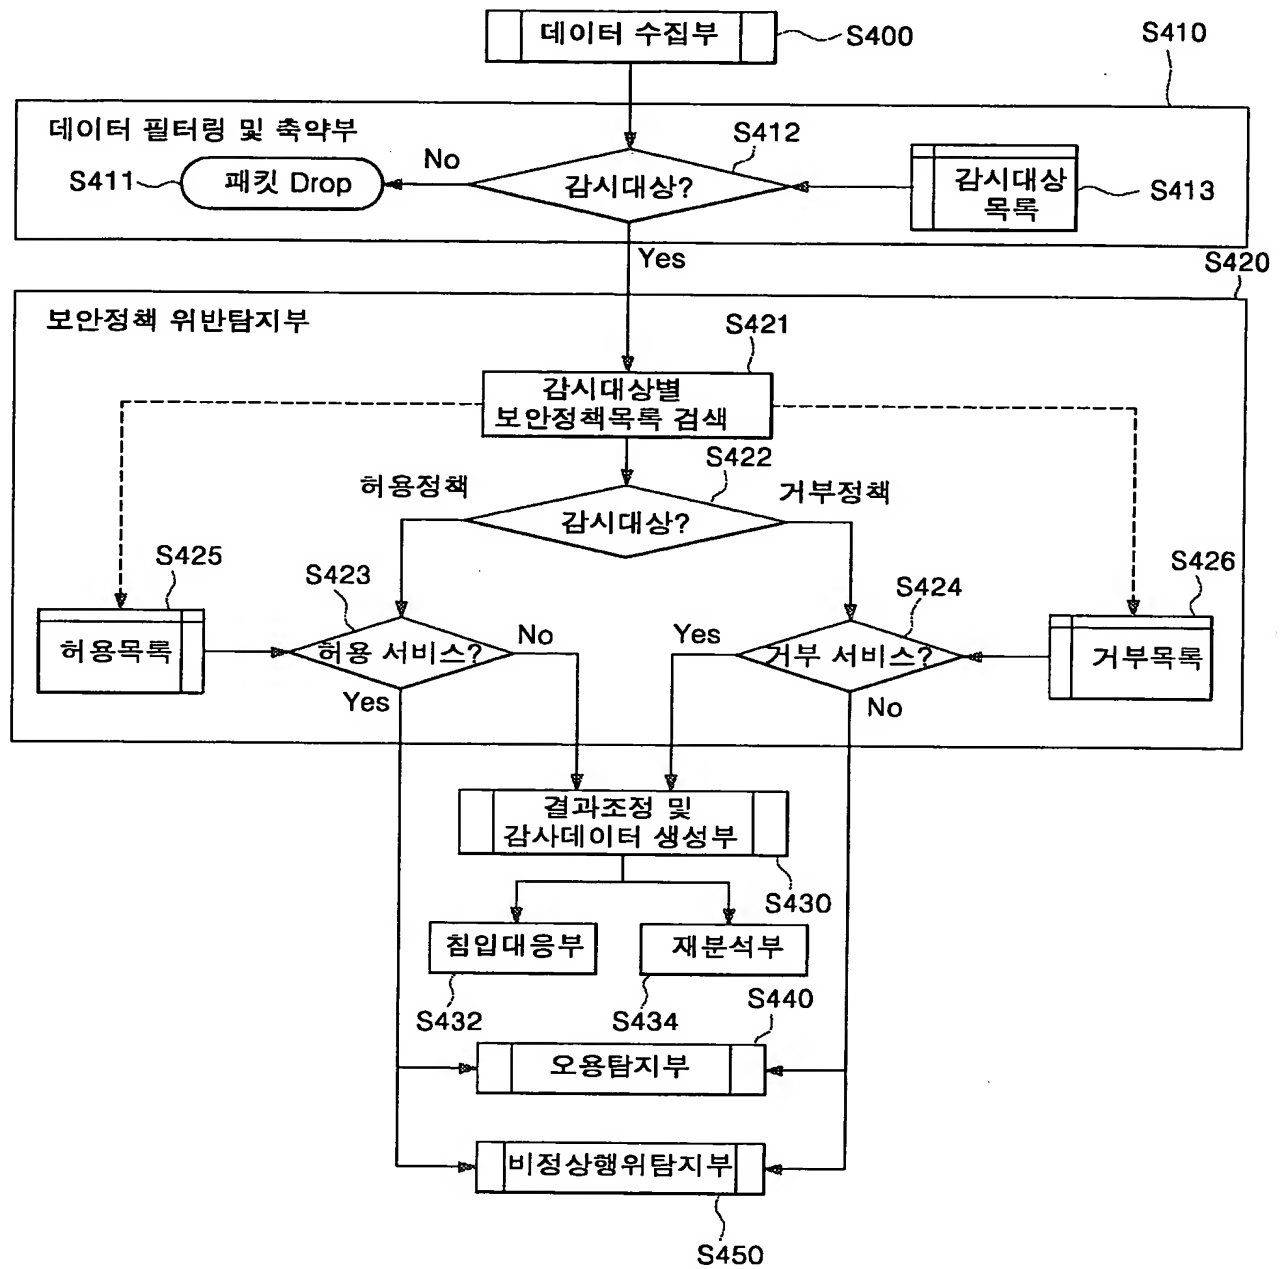 데이터 수집부
S400
S410
데이터 필터링 및 축약부
S412
No
S411
패킷 Drop
감시대상?
감시대상
목록
S413
Yes
S420
보안정책 위반탐지부
S421
감시대상별
보안정책목록 검색
S422
허용정책
거부정책
감시대상?
S425
S423
S424
S426
허용목록
허용 서비스?
No
Yes
거부 서비스?
거부목록
Yes
No
결과조정 및
감사데이터 생성부
S430
침입대응부
재분석부
S432
S434
S440
오용탐지부
비정상행위탐지부
S450